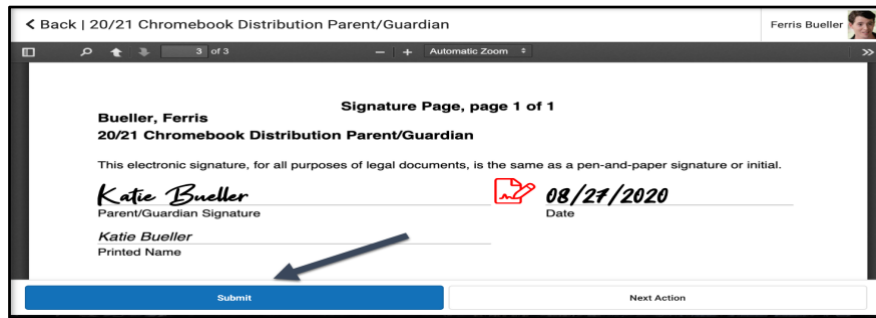 Back | 20/21 Chromebook Distribution Parent/Guardian
Ferris Bueller
3 of 3
Automatic Zoom
Signature Page, page 1 of 1
Bueller, Ferris
20/21 Chromebook Distribution Parent/Guardian
This electronic signature, for all purposes of legal documents, is the same as a pen-and-paper signature or initial.
Katie Bueller
08/27/2020
Parent/Guardian Signature
Date
Katie Bueller
Printed Name
Submit
Next Action